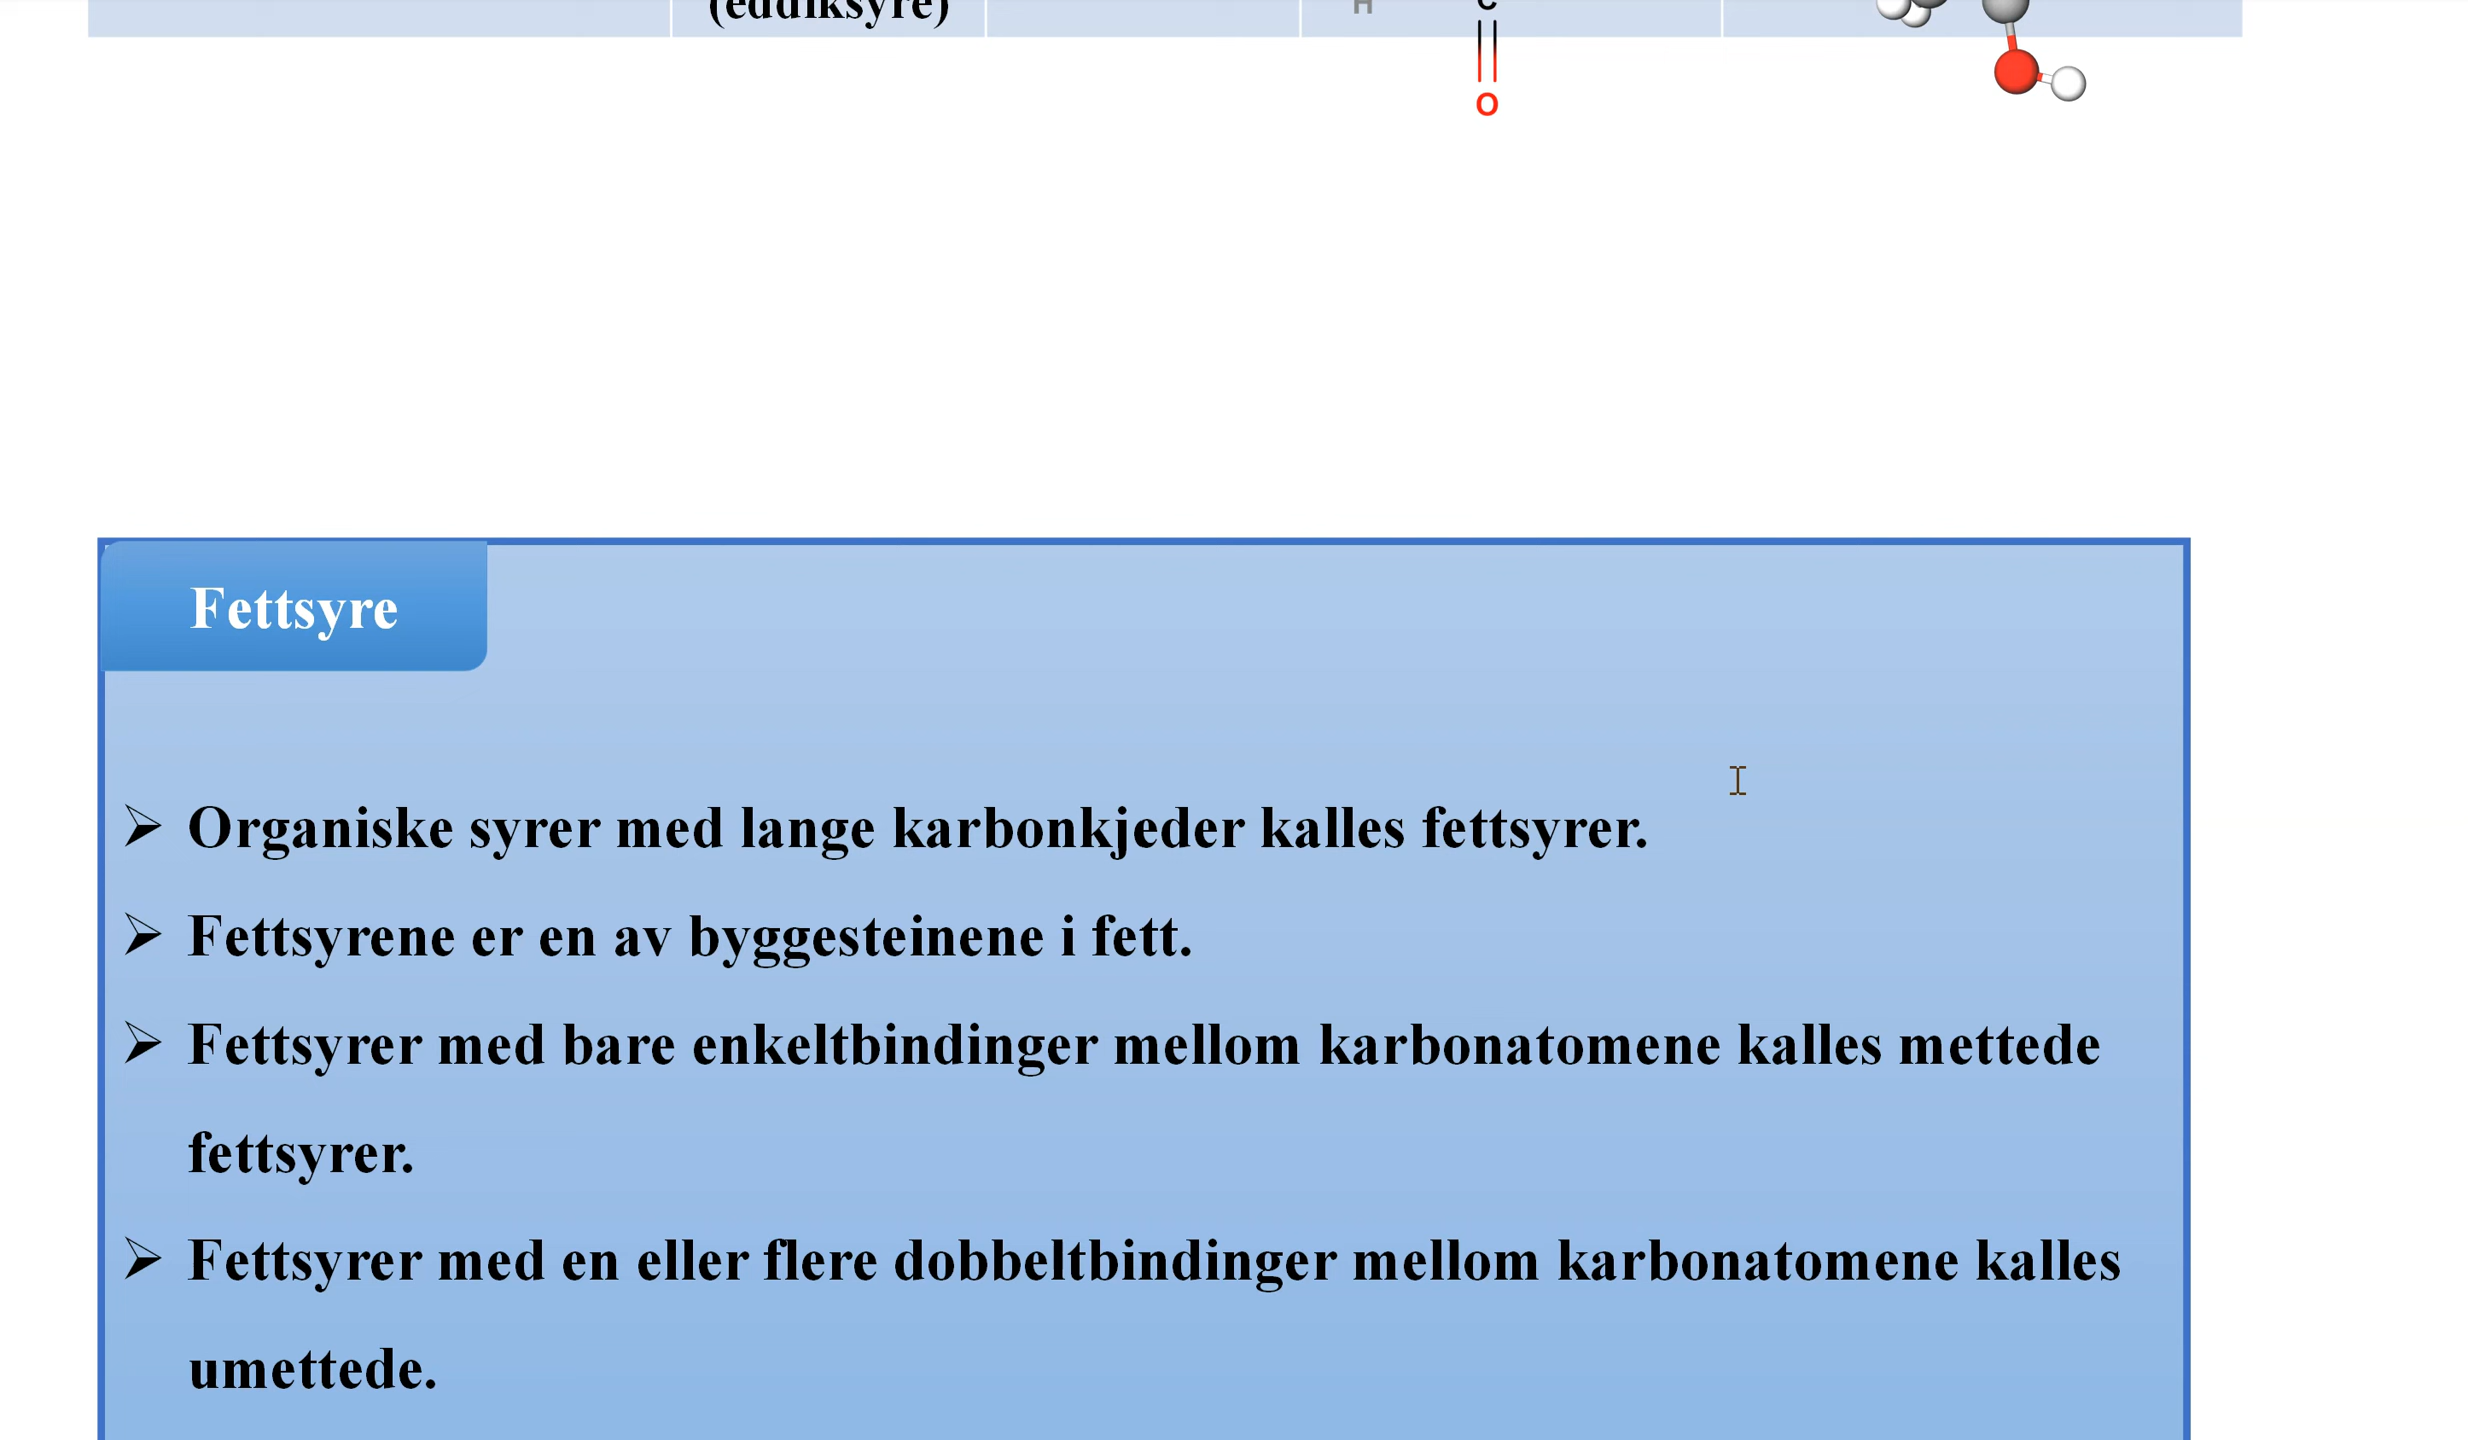 (eddiksyre)
H
C
O
Fettsyre
➢ Organiske syrer med lange karbonkjeder kalles fettsyrer.
➢ Fettsyrene er en av byggesteinene i fett.
➢ Fettsyrer med bare enkeltbindinger mellom karbonatomene kalles mettede
fettsyrer.
➢ Fettsyrer med en eller flere dobbeltbindinger mellom karbonatomene kalles
umettede.